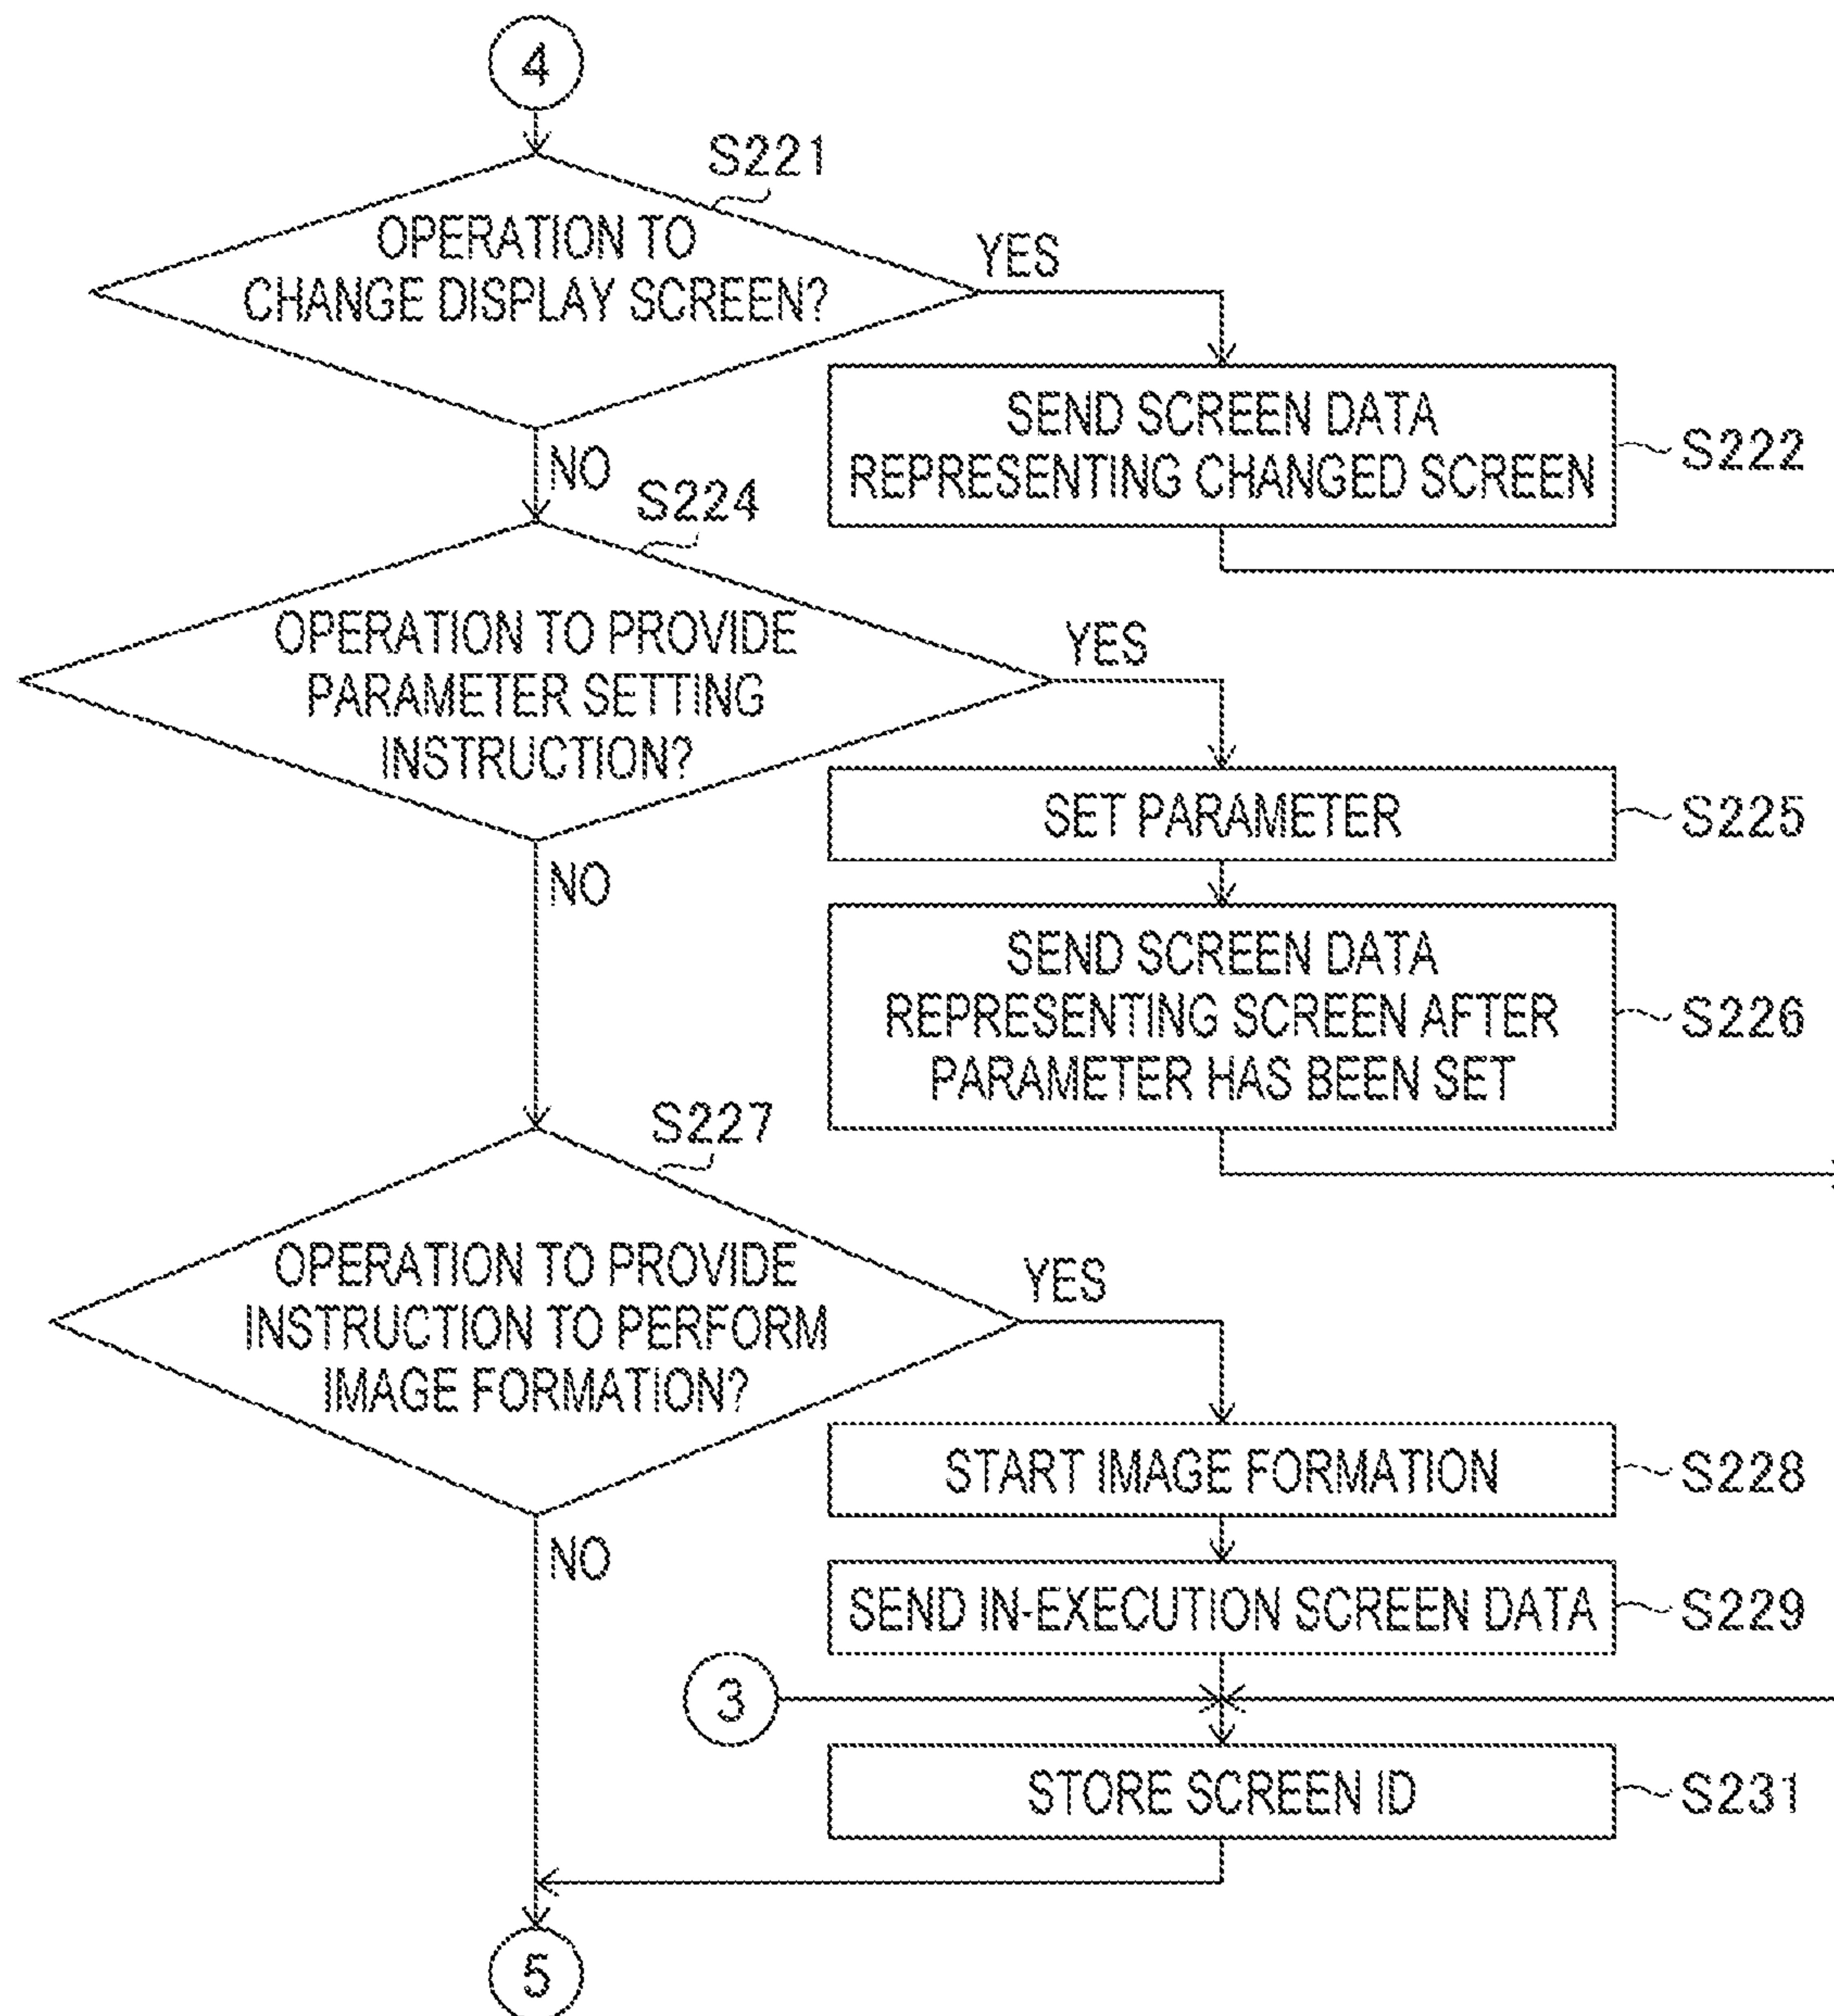 4
S221
OPERATION TO
CHANGE DISPLAY SCREEN?
YES
SEND SCREEN DATA
REPRESENTING CHANGED SCREEN
S222
NO
S224
OPERATION TO PROVIDE
PARAMETER SETTING
INSTRUCTION?
YES
SET PARAMETER
S225
NO
SEND SCREEN DATA
REPRESENTING SCREEN AFTER
PARAMETER HAS BEEN SET
S226
S227
OPERATION TO PROVIDE
INSTRUCTION TO PERFORM
IMAGE FORMATION?
YES
START IMAGE FORMATION
S228
NO
SEND IN-EXECUTION SCREEN DATA
S229
3
STORE SCREEN ID
S231
5